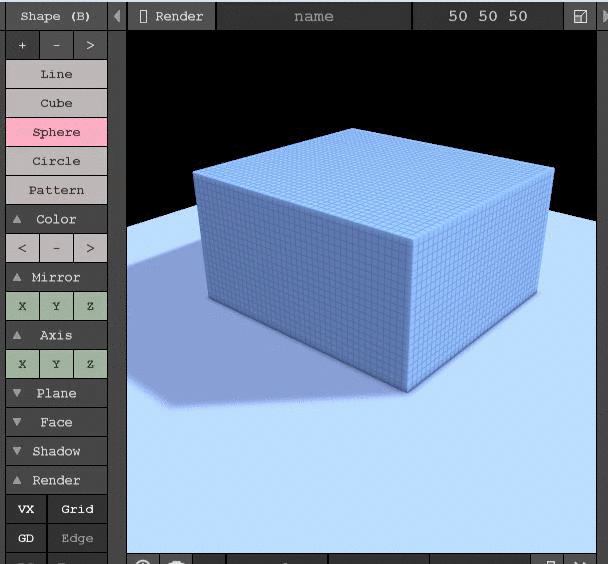 Shape (B)
Render
name
50 50 50
+ - >
Line
Cube
Sphere
Circle
Pattern
Color
< - >
Mirror
X Y Z
Axis
X Y Z
Plane
Face
Shadow
Render
VX Grid
GD Edge